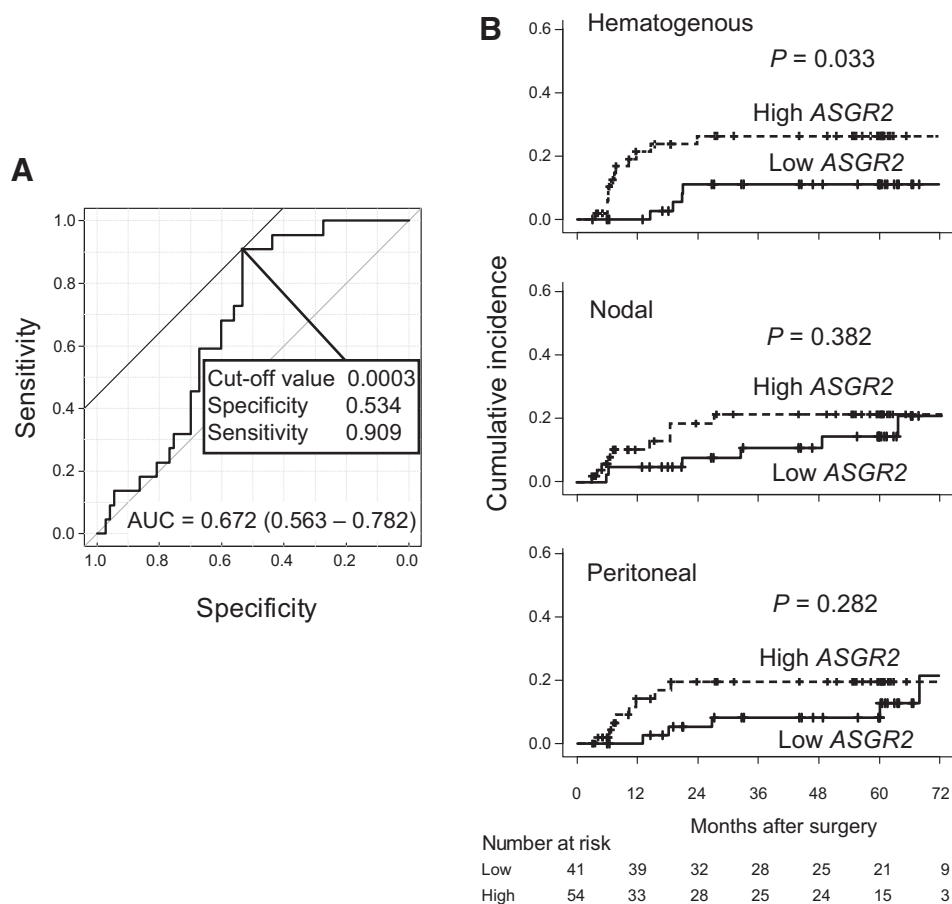 A
1.0
0.8
0.6
0.4
0.2
0.0
Sensitivity
Cut-off value 0.0003
Specificity 0.534
Sensitivity 0.909
AUC = 0.672 (0.563 – 0.782)
1.0 0.8 0.6 0.4 0.2 0.0
Specificity
B
Cumulative incidence
Hematogenous
P = 0.033
0.6
0.4
0.2
0.0
High ASGR2
Low ASGR2
Nodal
P = 0.382
0.6
0.4
0.2
0.0
High ASGR2
Low ASGR2
Peritoneal
P = 0.282
0.6
0.4
0.2
0.0
High ASGR2
Low ASGR2
0 12 24 36 48 60 72
Months after surgery
Number at risk
Low 41 39 32 28 25 21 9
High 54 33 28 25 24 15 3